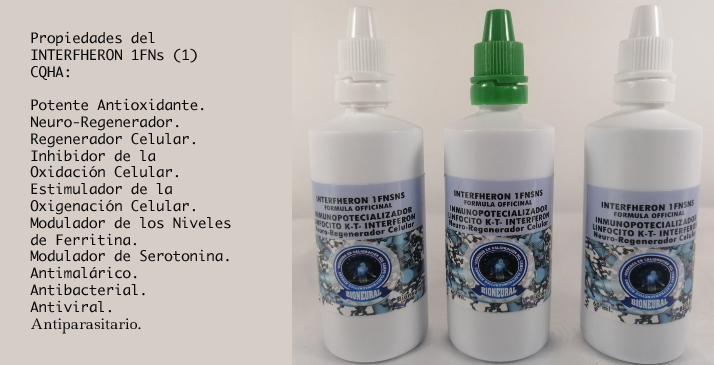 Propiedades del
INTERFHERON 1FNs (1)
CQHA:
Potente Antioxidante.
Neuro-Regenerador.
Regenerador Celular.
Inhibidor de la
Oxidación Celular.
Estimulador de la
Oxigenación Celular.
Modulador de los Niveles
de Ferritina.
Modulador de Serotonina.
Antimalárico.
Antibacterial.
Antiviral.
Antiparasitario.
INTERFHERON 1FNSNS
FORMULA OFFICINAL
INMUNOPOTECIALIZADOR
LINFOCITO K-T- INTERFERON
Neuro-Regenerador Celular
BIONEURAL
INTERFHERON 1FNSNS
FORMULA OFFICINAL
INMUNOPOTECIALIZADOR
LINFOCITO K-T- INTERFERON
Neuro-Regenerador Celular
BIONEURAL
INTERFHERON 1FNSNS
FORMULA OFFICINAL
INMUNOPOTECIALIZADOR
LINFOCITO K-T- INTERFERON
Neuro-Regenerador Celular
BIONEURAL